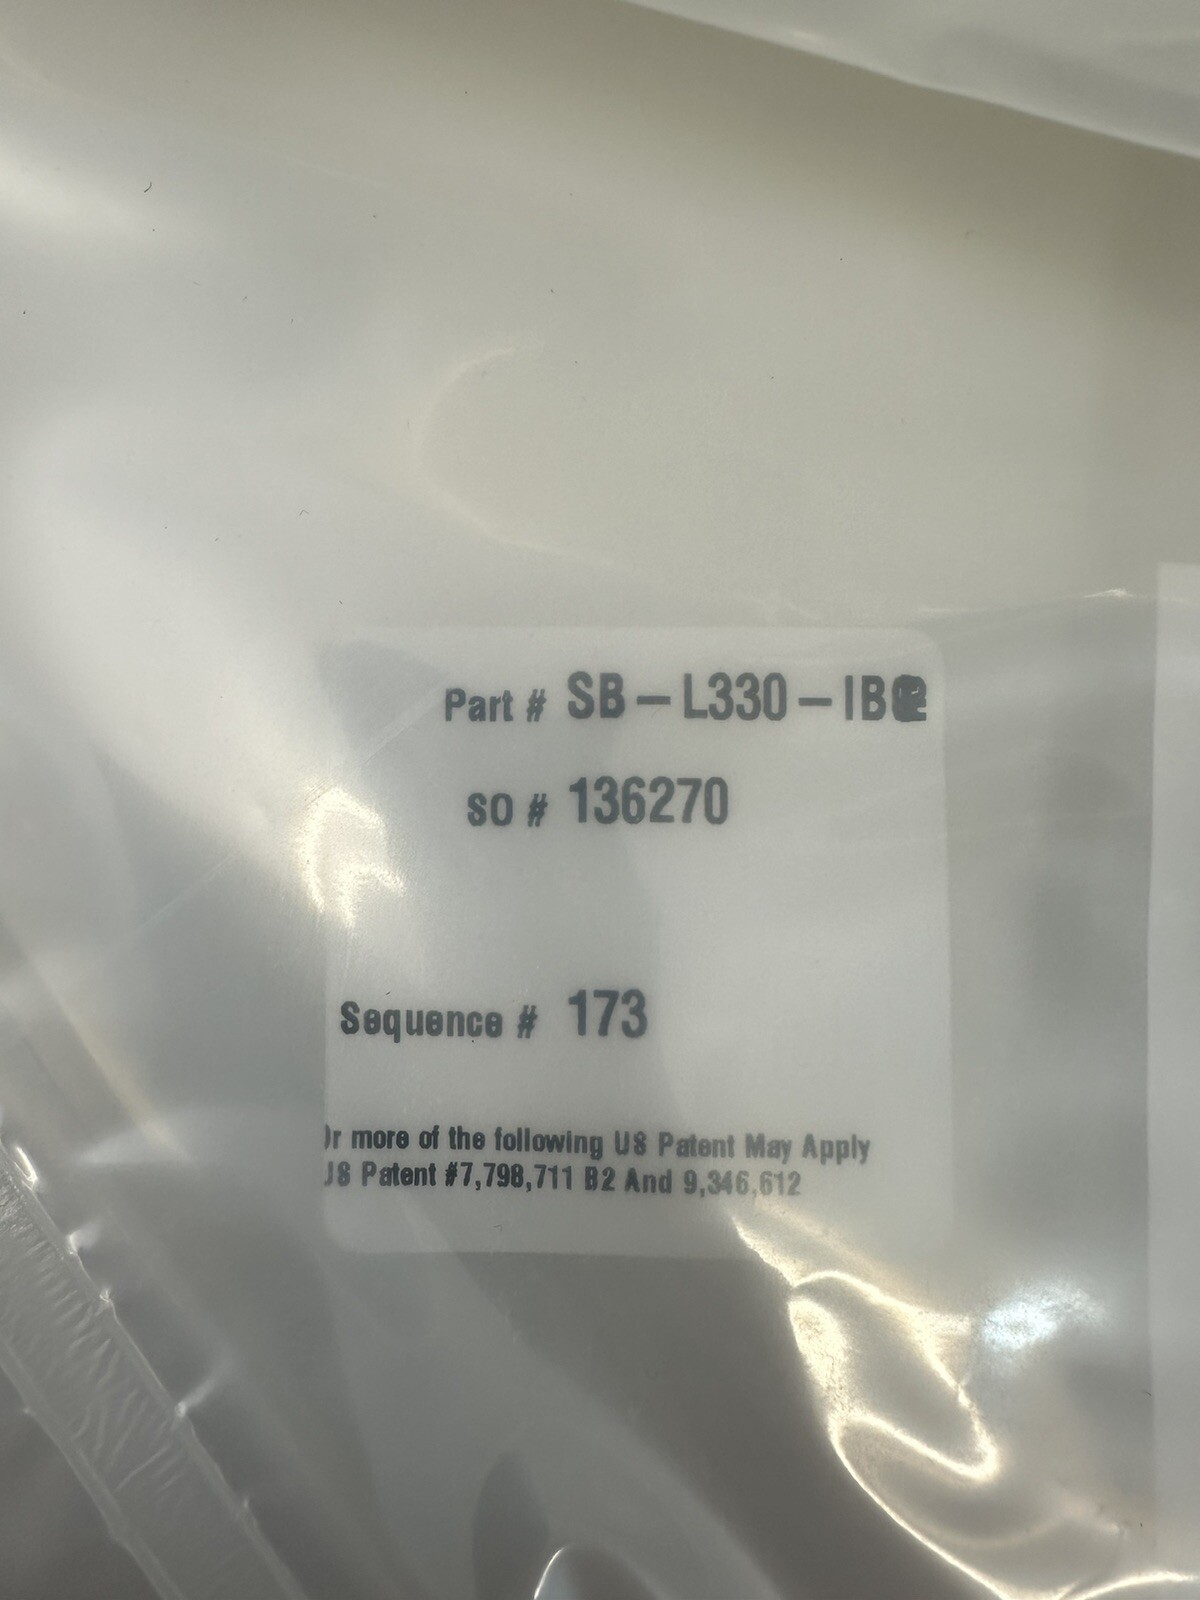 Part # SB-L330-IB
SO # 136270
Sequence # 173
Or more of the following US Patent May Apply
US Patent #7,798,711 B2 And 9,346,612